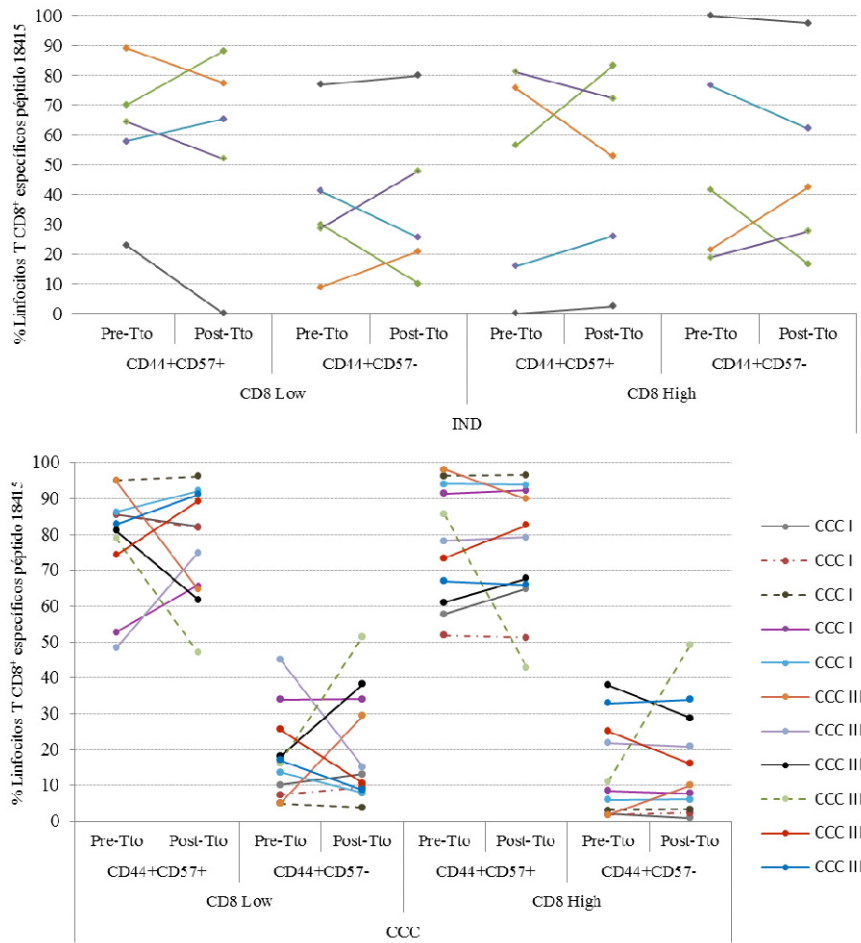 % Linfocitos T CD8+ específicos péptido 18415
100
90
80
70
60
50
40
30
20
10
0
Pre-Tto Post-Tto Pre-Tto Post-Tto Pre-Tto Post-Tto Pre-Tto Post-Tto
CD44+CD57+ CD44+CD57- CD44+CD57+ CD44+CD57-
CD8 Low CD8 High
IND
% Linfocitos T CD8+ específicos péptido 18415
100
90
80
70
60
50
40
30
20
10
0
Pre-Tto Post-Tto Pre-Tto Post-Tto Pre-Tto Post-Tto Pre-Tto Post-Tto
CD44+CD57+ CD44+CD57- CD44+CD57+ CD44+CD57-
CD8 Low CD8 High
CCC
CCC I
CCC I
CCC I
CCC I
CCC I
CCC III
CCC III
CCC III
CCC III
CCC III
CCC III